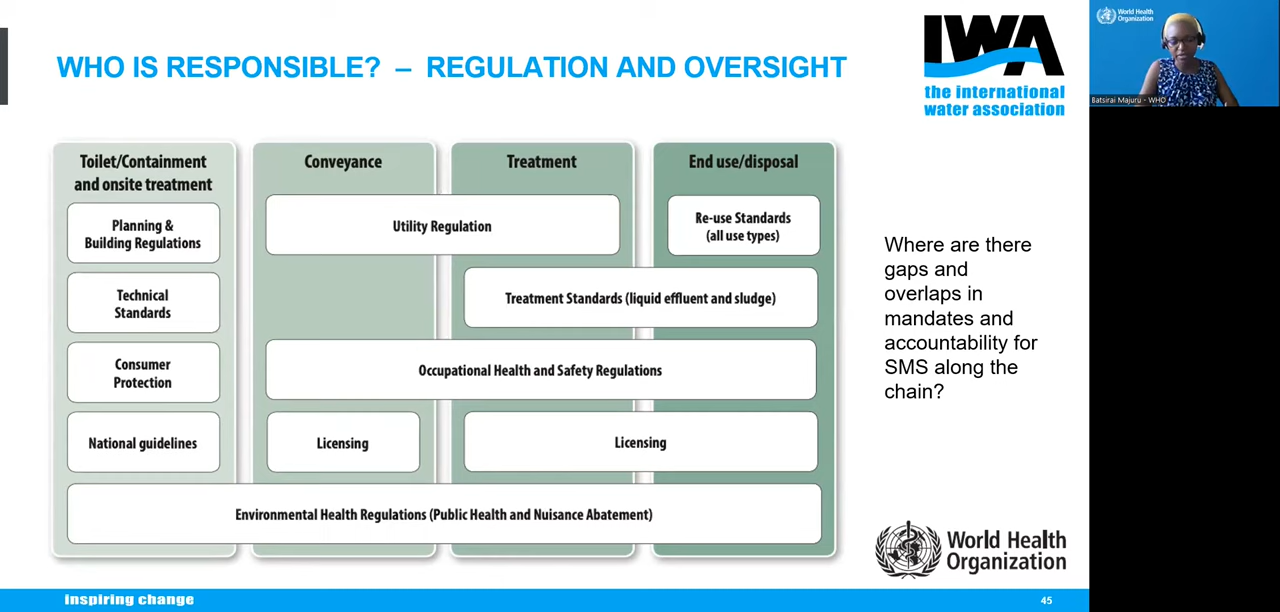 WHO IS RESPONSIBLE? – REGULATION AND OVERSIGHT
IWA
the international
water association
World Health
Organization
Batsirai Majuru - WHO
Toilet/Containment
and onsite treatment
Conveyance
Treatment
End use/disposal
Planning &
Building Regulations
Utility Regulation
Re-use Standards
(all use types)
Technical
Standards
Treatment Standards (liquid effluent and sludge)
Consumer
Protection
Occupational Health and Safety Regulations
National guidelines
Licensing
Licensing
Environmental Health Regulations (Public Health and Nuisance Abatement)
Where are there
gaps and
overlaps in
mandates and
accountability for
SMS along the
chain?
World Health
Organization
inspiring change
45